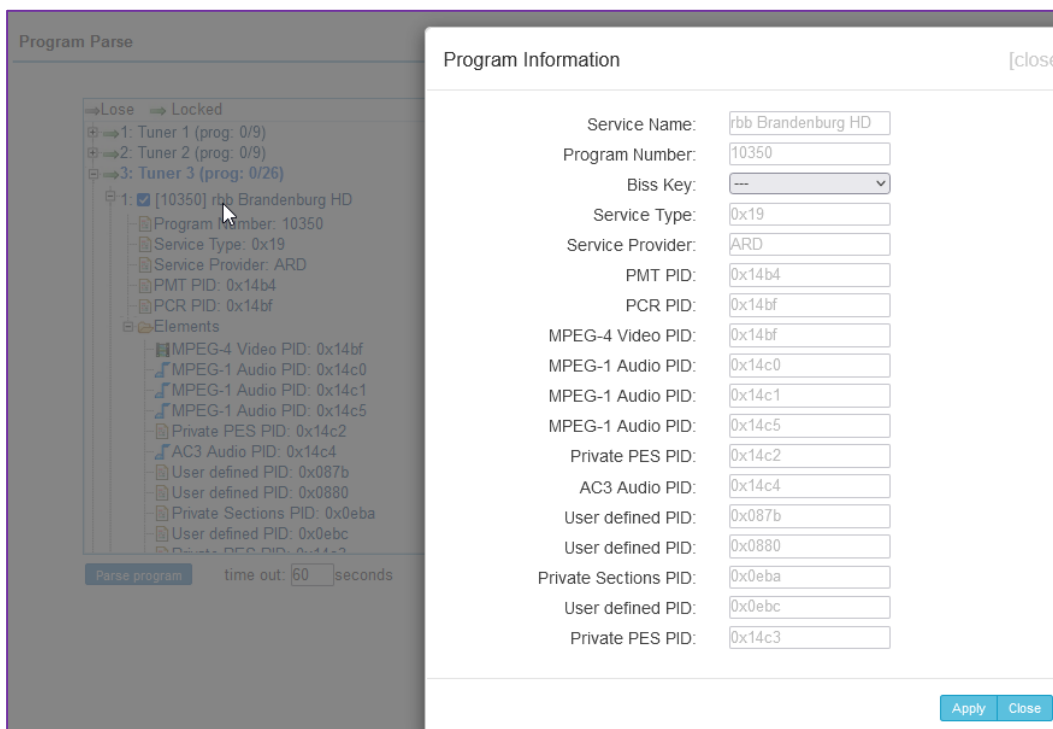 Program Parse
Lose Locked
1: Tuner 1 (prog: 0/9)
2: Tuner 2 (prog: 0/9)
3: Tuner 3 (prog: 0/26)
1: [10350] rbb Brandenburg HD
Program Number: 10350
Service Type: 0x19
Service Provider: ARD
PMT PID: 0x14b4
PCR PID: 0x14bf
Elements
MPEG-4 Video PID: 0x14bf
MPEG-1 Audio PID: 0x14c0
MPEG-1 Audio PID: 0x14c1
MPEG-1 Audio PID: 0x14c5
Private PES PID: 0x14c2
AC3 Audio PID: 0x14c4
User defined PID: 0x087b
User defined PID: 0x0880
Private Sections PID: 0x0eba
User defined PID: 0x0ebc
Private PES PID: 0x14c3
Parse program time out: 60 seconds
Program Information [close
Service Name: rbb Brandenburg HD
Program Number: 10350
Biss Key: ---
Service Type: 0x19
Service Provider: ARD
PMT PID: 0x14b4
PCR PID: 0x14bf
MPEG-4 Video PID: 0x14bf
MPEG-1 Audio PID: 0x14c0
MPEG-1 Audio PID: 0x14c1
MPEG-1 Audio PID: 0x14c5
Private PES PID: 0x14c2
AC3 Audio PID: 0x14c4
User defined PID: 0x087b
User defined PID: 0x0880
Private Sections PID: 0x0eba
User defined PID: 0x0ebc
Private PES PID: 0x14c3
Apply Close